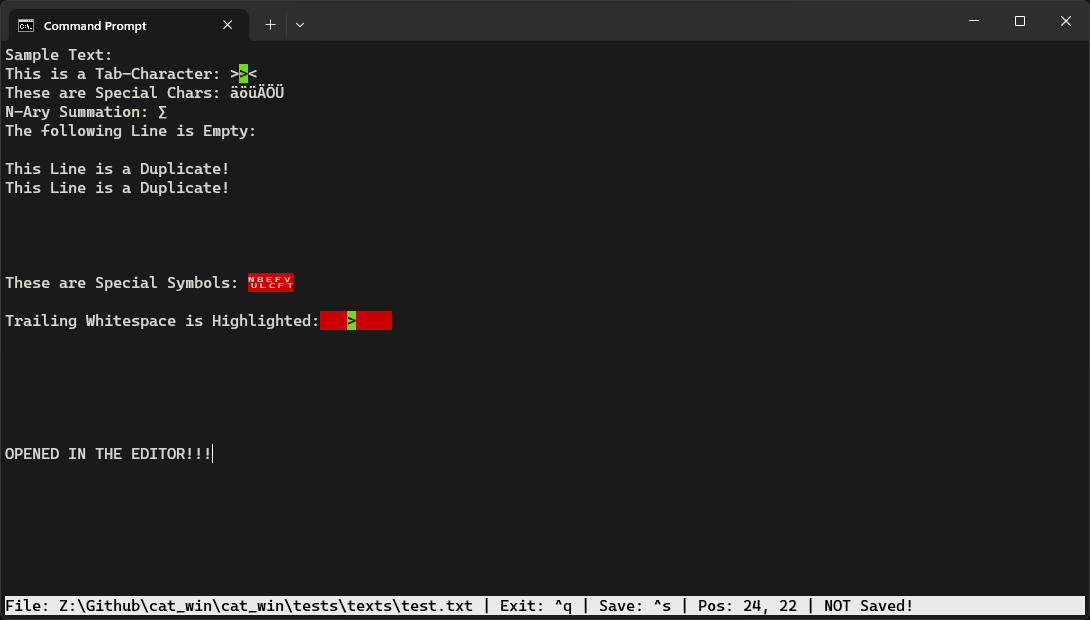 Command Prompt
Sample Text:
This is a Tab-Character: >><
These are Special Chars: äöüÄÖÜ
N-Ary Summation: ∑
The following Line is Empty:
This Line is a Duplicate!
This Line is a Duplicate!
These are Special Symbols: ␀␇␈␌␛
Trailing Whitespace is Highlighted: >
OPENED IN THE EDITOR!!!
File: Z:\Github\cat_win\cat_win\tests\texts\test.txt | Exit: ^q | Save: ^s | Pos: 24, 22 | NOT Saved!